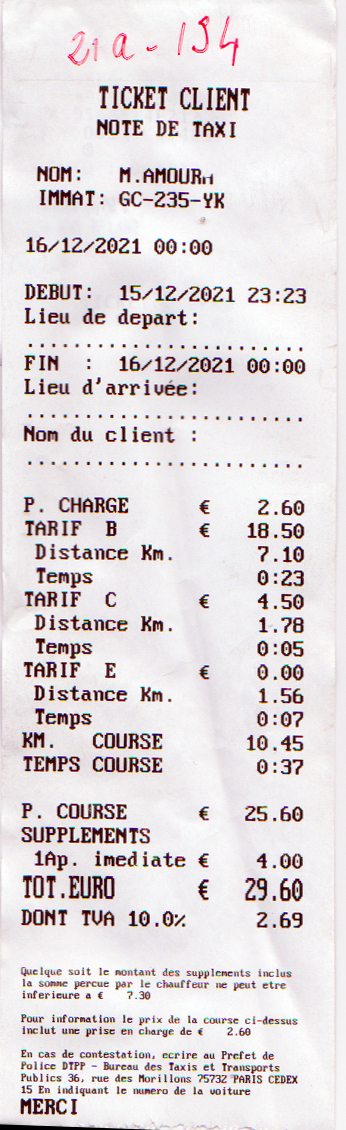 21a-194
TICKET CLIENT
NOTE DE TAXI
NOM: M.AMOURH
IMMAT: GC-235-YK
16/12/2021 00:00
DEBUT: 15/12/2021 23:23
Lieu de depart:
........................
FIN : 16/12/2021 00:00
Lieu d'arrivée:
........................
Nom du client :
........................
P. CHARGE € 2.60
TARIF B € 18.50
Distance Km. 7.10
Temps 0:23
TARIF C € 4.50
Distance Km. 1.78
Temps 0:05
TARIF E € 0.00
Distance Km. 1.56
Temps 0:07
KM. COURSE 10.45
TEMPS COURSE 0:37
P. COURSE € 25.60
SUPPLEMENTS
1Ap. imediate € 4.00
TOT.EURO € 29.60
DONT TVA 10.0% 2.69
Quelque soit le montant des supplements inclus
la somme percue par le chauffeur ne peut etre
inferieure a € 7.30
Pour information le prix de la course ci-dessus
inclut une prise en charge de € 2.60
En cas de contestation, ecrire au Prefet de
Police DTPP - Bureau des Taxis et Transports
Publics 36, rue des Morillons 75732 PARIS CEDEX
15 En indiquant le numero de la voiture
MERCI